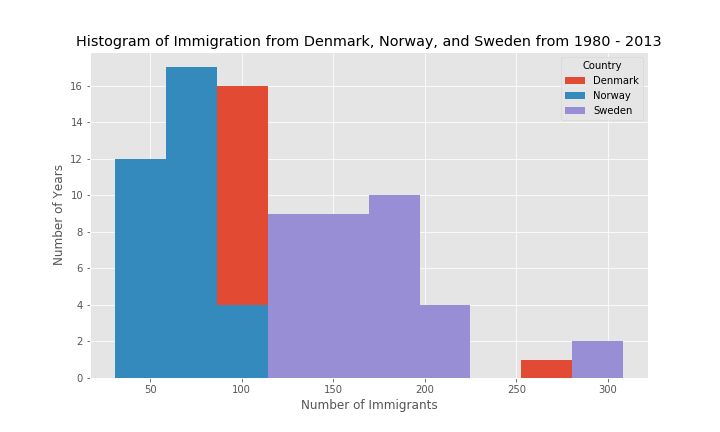 Histogram of Immigration from Denmark, Norway, and Sweden from 1980 - 2013
Country
Denmark
Norway
Sweden
Number of Years
16
14
12
10
8
6
4
2
0
50
100
150
200
250
300
Number of Immigrants